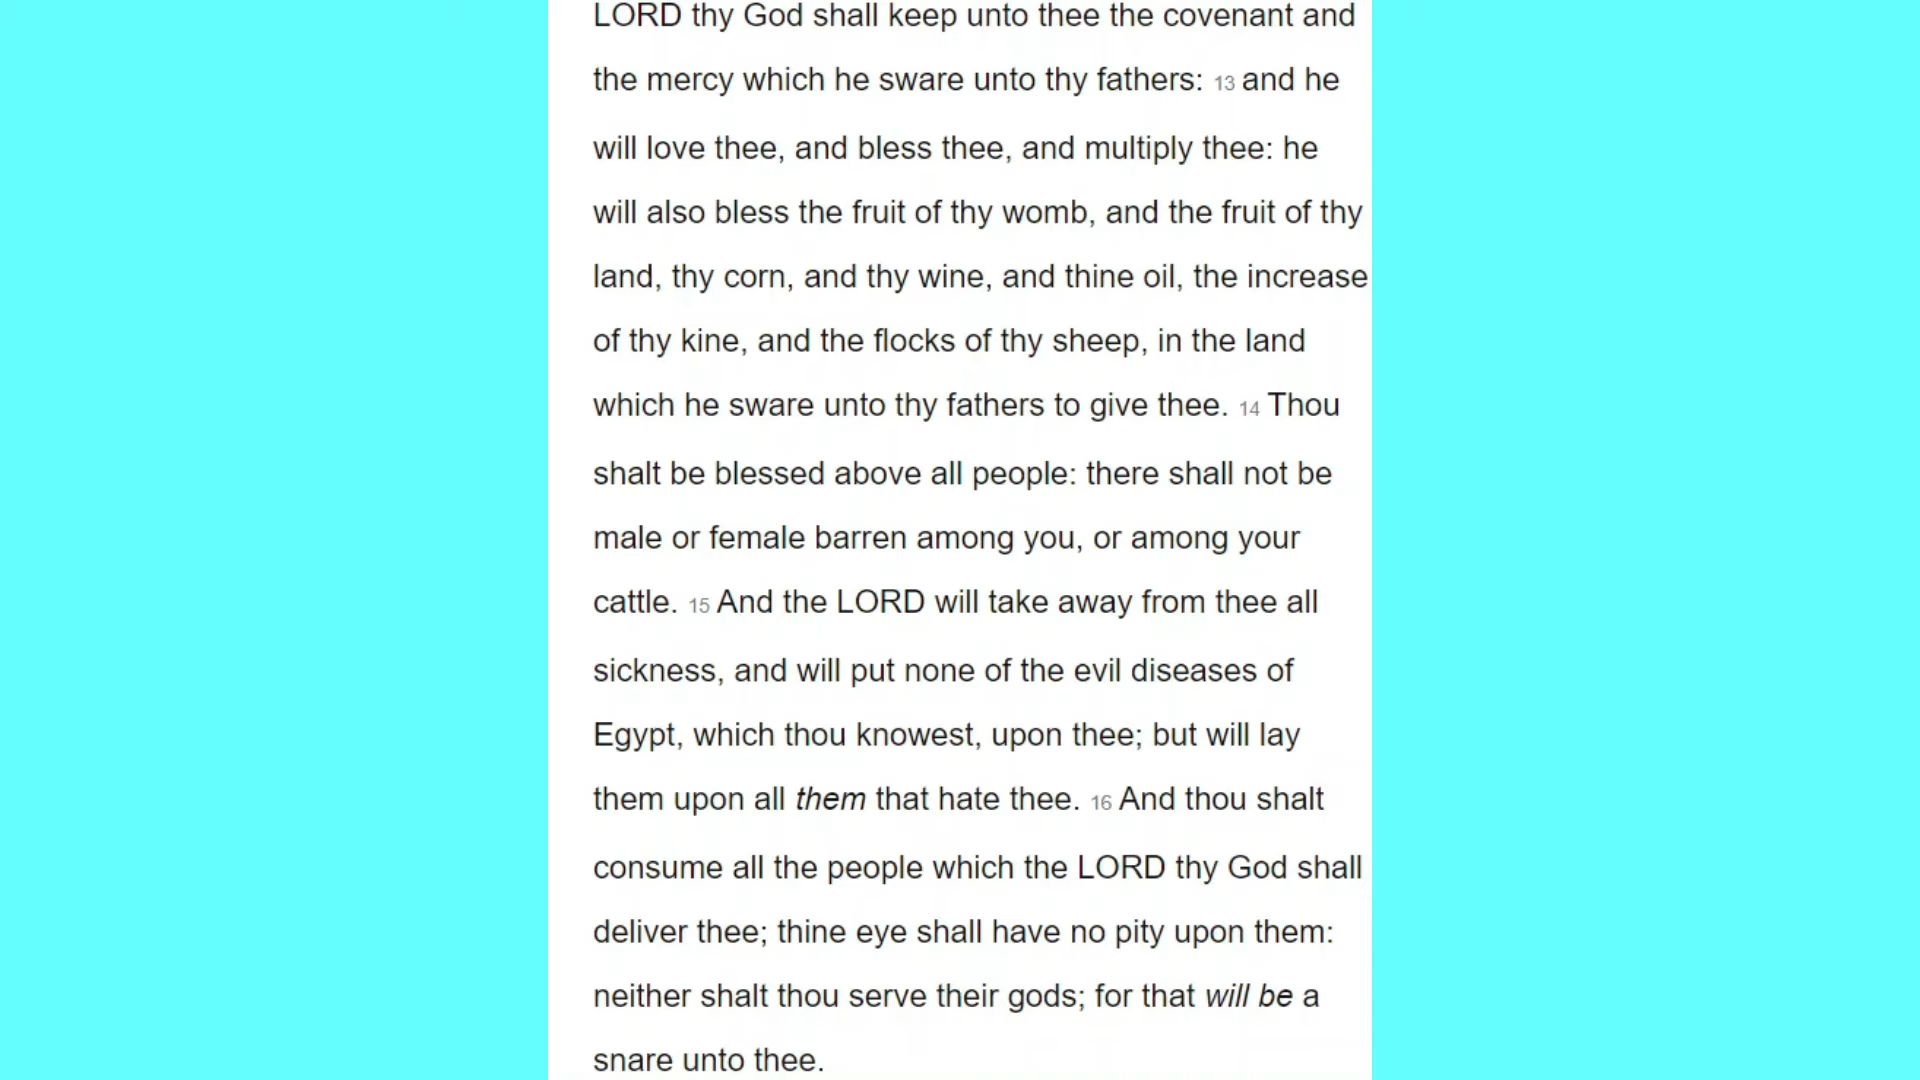 LORD thy God shall keep unto thee the covenant and
the mercy which he sware unto thy fathers: 13 and he
will love thee, and bless thee, and multiply thee: he
will also bless the fruit of thy womb, and the fruit of thy
land, thy corn, and thy wine, and thine oil, the increase
of thy kine, and the flocks of thy sheep, in the land
which he sware unto thy fathers to give thee. 14 Thou
shalt be blessed above all people: there shall not be
male or female barren among you, or among your
cattle. 15 And the LORD will take away from thee all
sickness, and will put none of the evil diseases of
Egypt, which thou knowest, upon thee; but will lay
them upon all them that hate thee. 16 And thou shalt
consume all the people which the LORD thy God shall
deliver thee; thine eye shall have no pity upon them:
neither shalt thou serve their gods; for that will be a
snare unto thee.